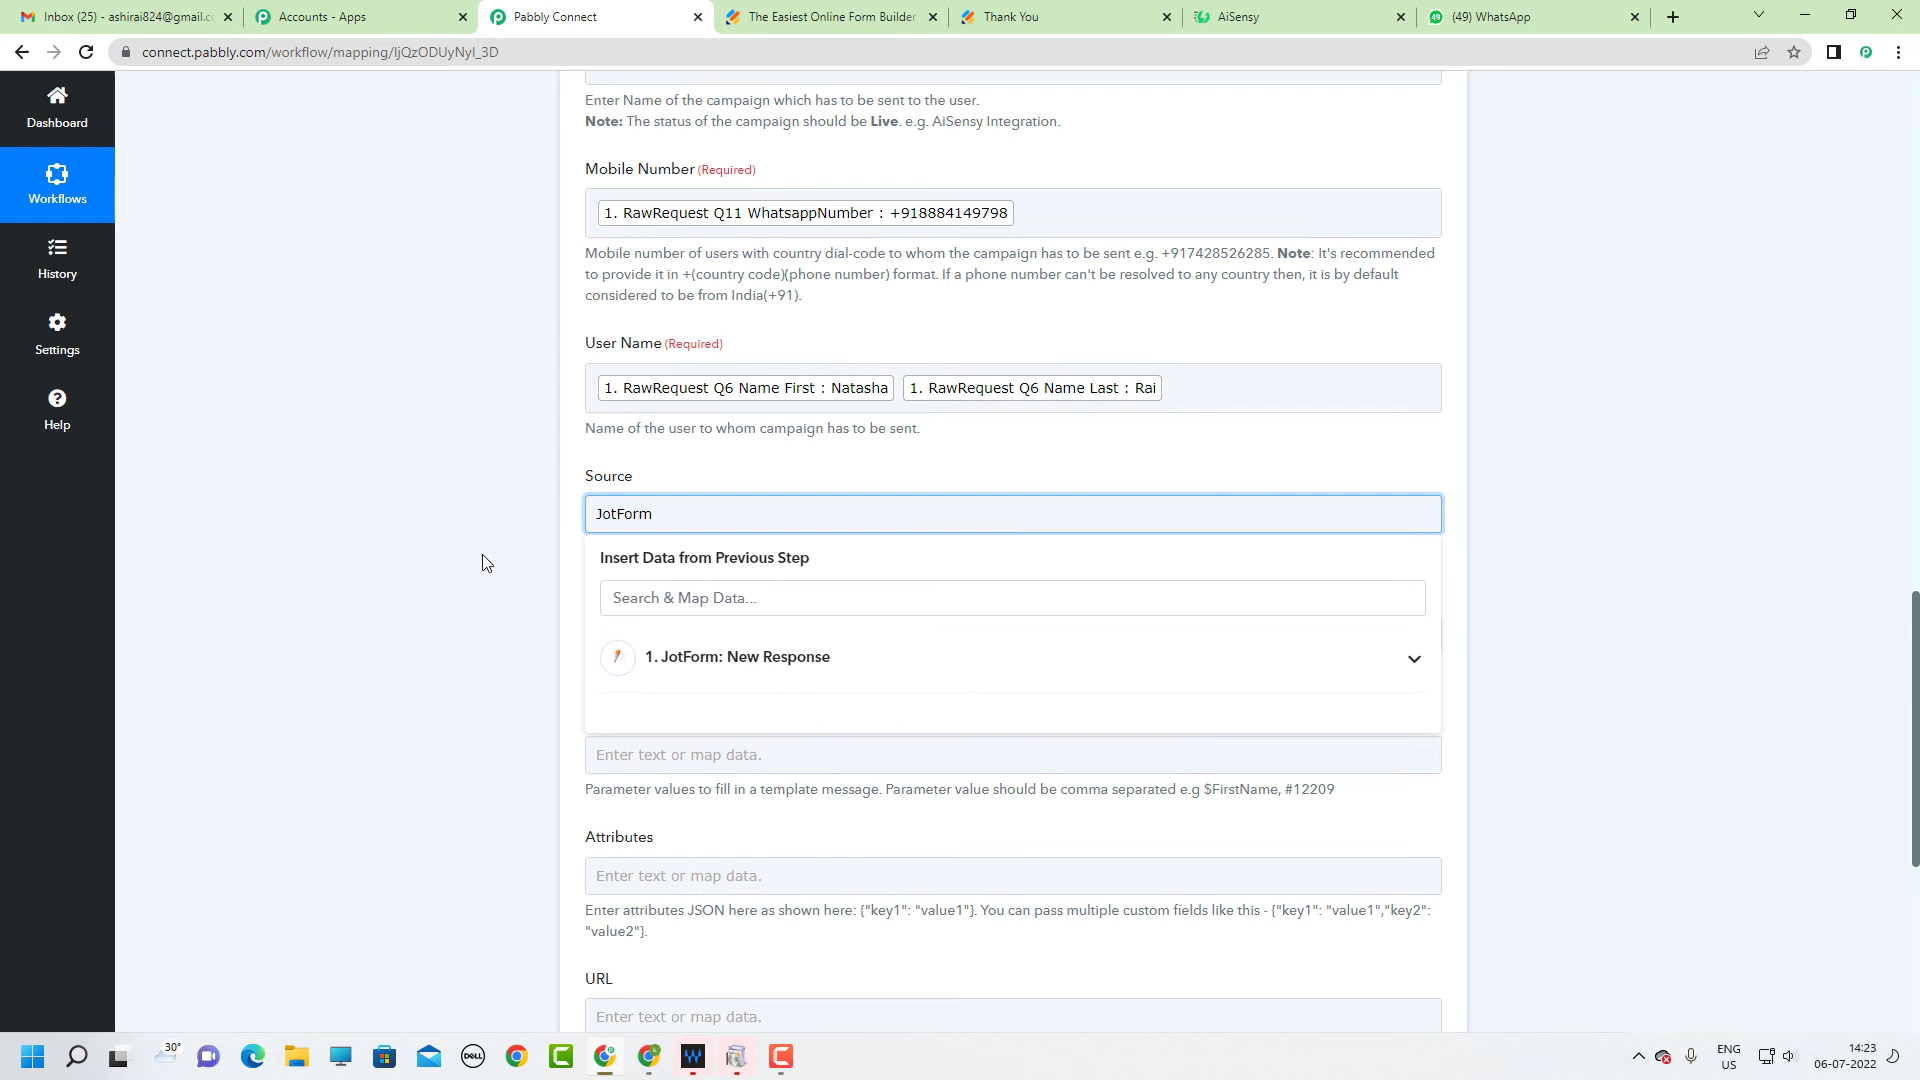 Inbox (25) - ashirai824@gmail.cc
Accounts - Apps
Pabbly Connect
The Easiest Online Form Builder
Thank You
AiSensy
49
(49) WhatsApp
connect.pabbly.com/workflow/mapping/IjQzODUyNyI_3D
Dashboard
Workflows
History
Settings
Help
Enter Name of the campaign which has to be sent to the user.
Note: The status of the campaign should be Live. e.g. AiSensy Integration.
Mobile Number (Required)
1. RawRequest Q11 WhatsappNumber : +918884149798
Mobile number of users with country dial-code to whom the campaign has to be sent e.g. +917428526285. Note: It's recommended
to provide it in +(country code)(phone number) format. If a phone number can't be resolved to any country then, it is by default
considered to be from India(+91).
User Name (Required)
1. RawRequest Q6 Name First : Natasha
1. RawRequest Q6 Name Last : Rai
Name of the user to whom campaign has to be sent.
Source
JotForm
Insert Data from Previous Step
Search & Map Data...
1. JotForm: New Response
Enter text or map data.
Parameter values to fill in a template message. Parameter value should be comma separated e.g $FirstName, #12209
Attributes
Enter text or map data.
Enter attributes JSON here as shown here: {"key1": "value1"}. You can pass multiple custom fields like this - {"key1": "value1","key2":
"value2"}.
URL
Enter text or map data.
30°
DELL
ENG
US
14:23
06-07-2022